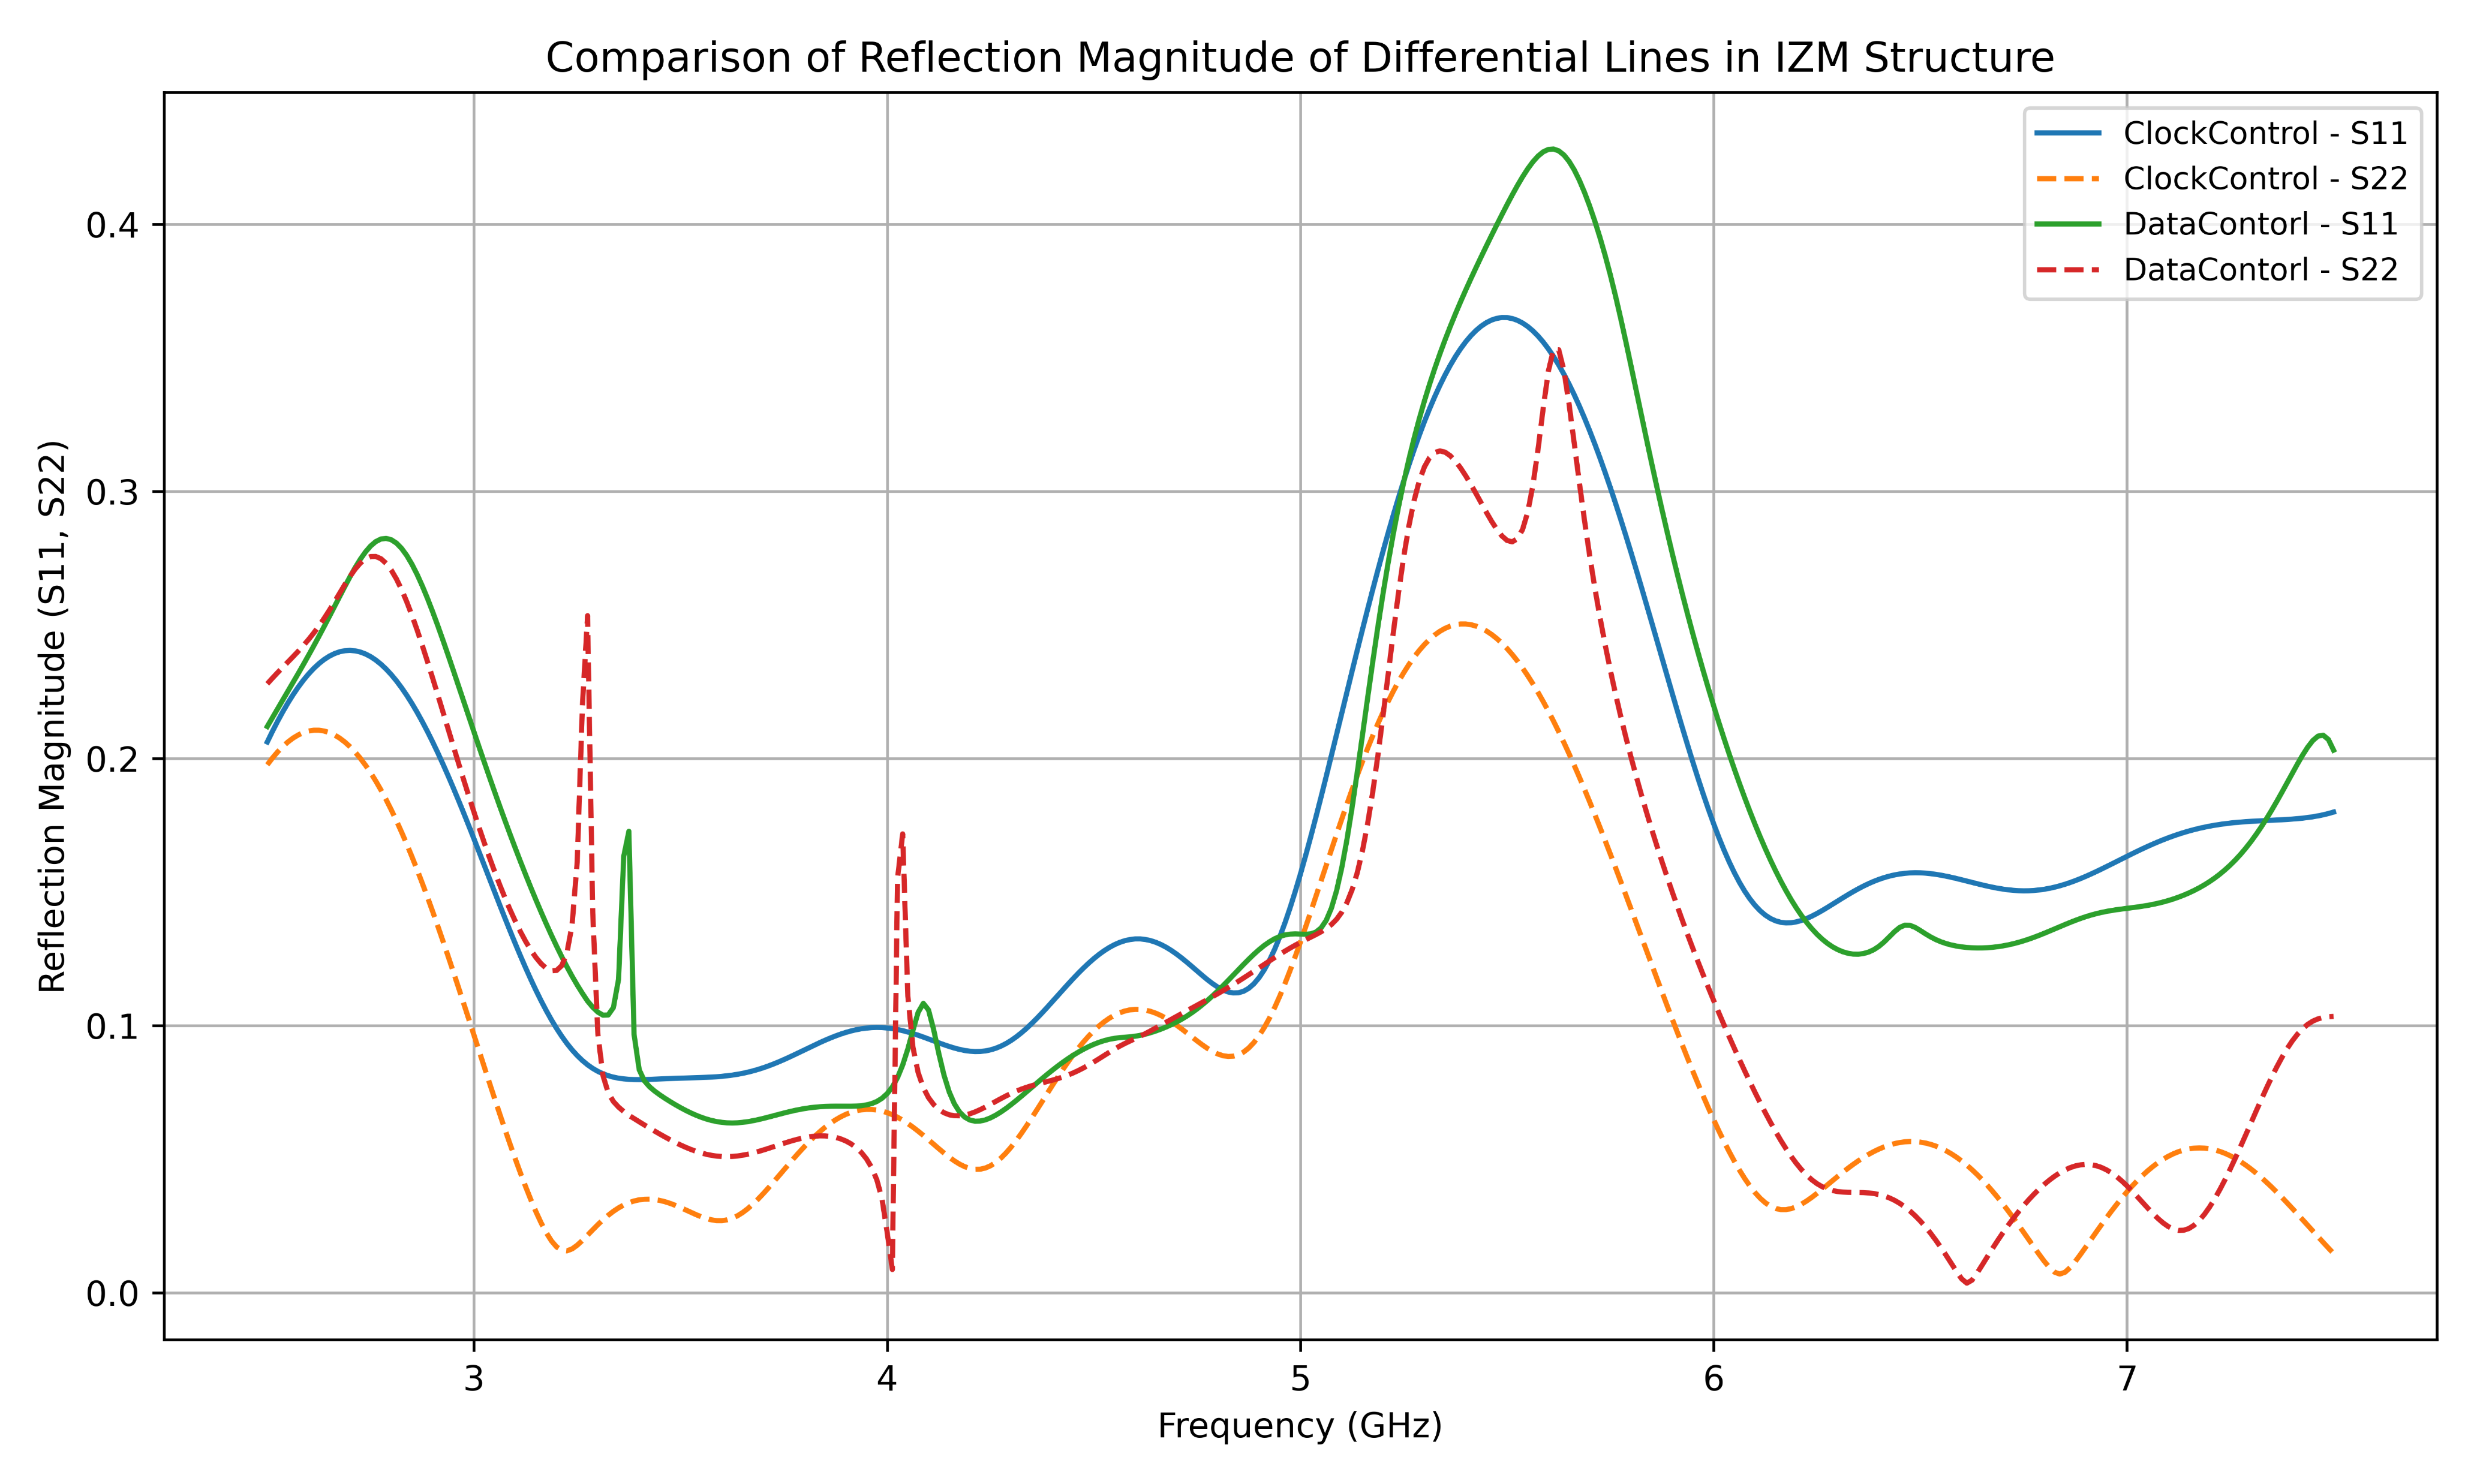 Comparison of Reflection Magnitude of Differential Lines in IZM Structure
ClockControl - S11
ClockControl - S22
DataContorl - S11
DataContorl - S22
Reflection Magnitude (S11, S22)
0.4
0.3
0.2
0.1
0.0
3 4 5 6 7
Frequency (GHz)